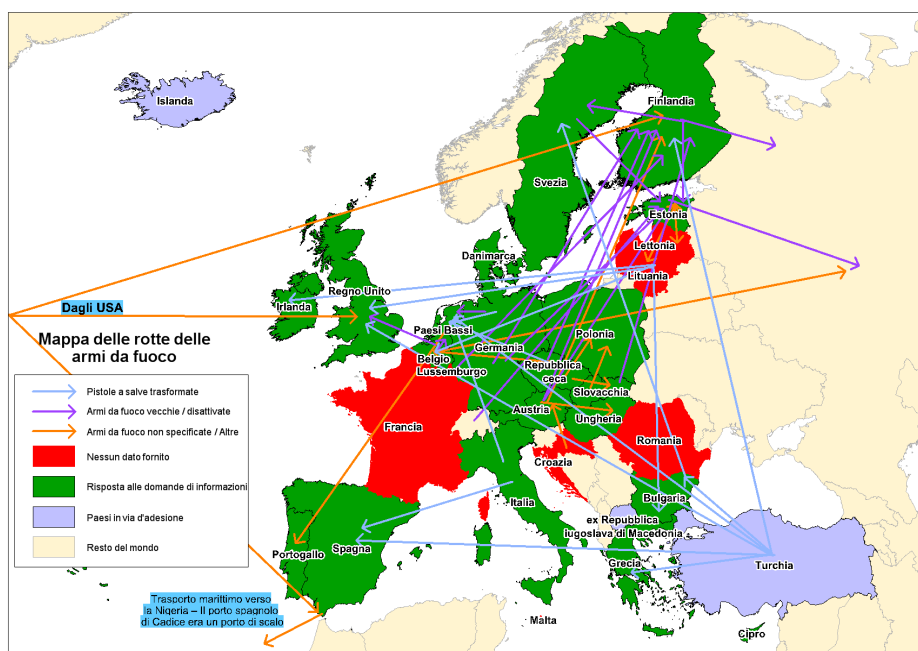 Islanda
Finlandia
Svezia
Estonia
Lettonia
Lituania
Danimarca
Regno Unito
Irlanda
Dagli USA
Mappa delle rotte delle
armi da fuoco
Paesi Bassi
Germania
Polonia
Belgio
Lussemburgo
Repubblica
ceca
Slovacchia
Austria
Ungheria
Pistole a salve trasformate
Armi da fuoco vecchie / disattivate
Armi da fuoco non specificate / Altre
Nessun dato fornito
Risposta alle domande di informazioni
Paesi in via d'adesione
Resto del mondo
Francia
Romania
Croazia
Italia
Bulgaria
ex Repubblica
iugoslava di Macedonia
Portogallo
Spagna
Grecia
Turchia
Trasporto marittimo verso
la Nigeria – Il porto spagnolo
di Cadice era un porto di scalo
Malta
Cipro